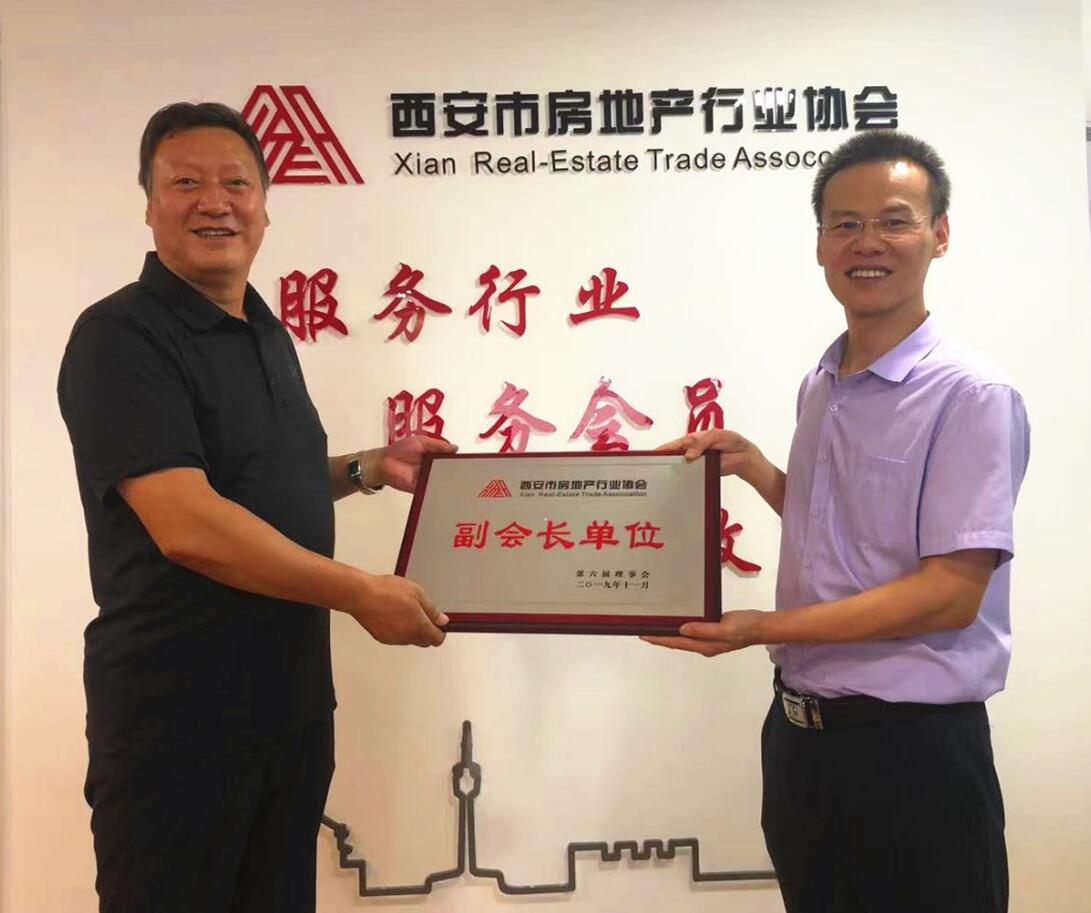 西安市房地产行业协会
Xian Real-Estate Trade Assoco
服务行业
服务会员
西安市房地产行业协会
Xian Real-Estate Trade Assocoation
副会长单位
第六届理事会
二〇一九年十一月